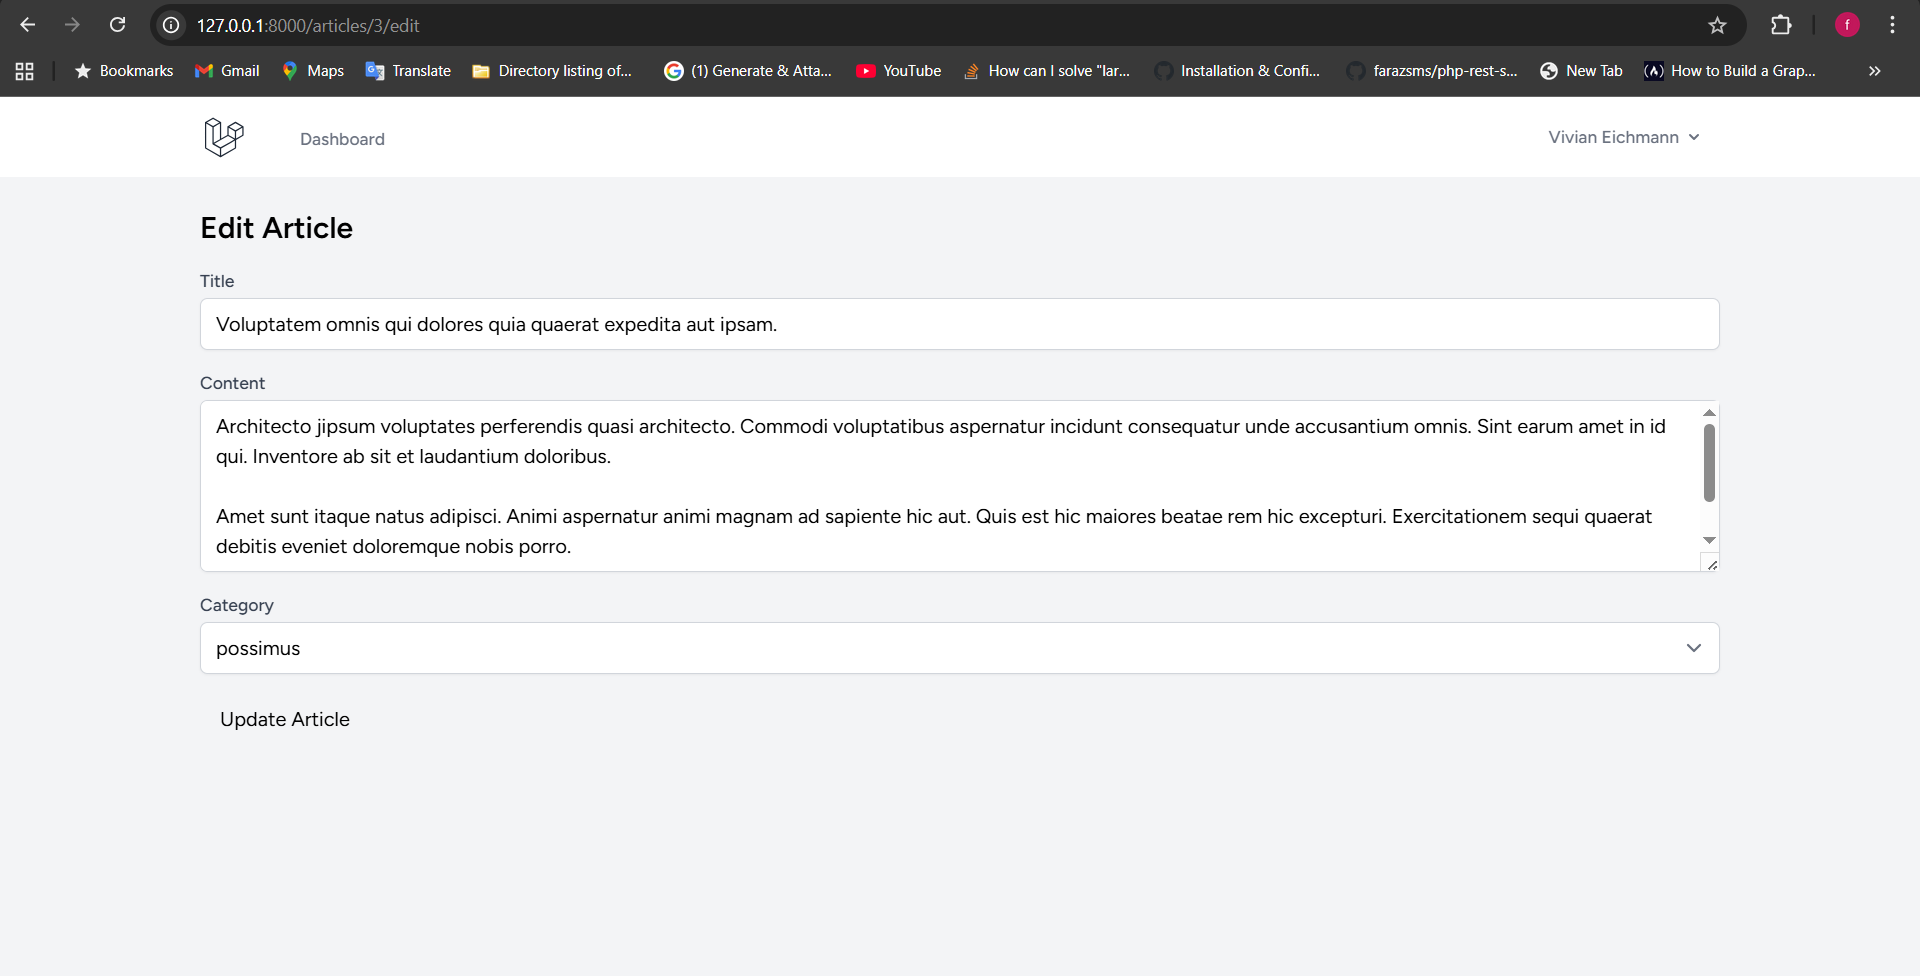 127.0.0.1:8000/articles/3/edit
f
Bookmarks
Gmail
Maps
Translate
Directory listing of...
(1) Generate & Atta...
YouTube
How can I solve "lar...
Installation & Confi...
farazsms/php-rest-s...
New Tab
How to Build a Grap...
Dashboard
Vivian Eichmann
Edit Article
Title
Voluptatem omnis qui dolores quia quaerat expedita aut ipsam.
Content
Architecto jipsum voluptates perferendis quasi architecto. Commodi voluptatibus aspernatur incidunt consequatur unde accusantium omnis. Sint earum amet in id
qui. Inventore ab sit et laudantium doloribus.
Amet sunt itaque natus adipisci. Animi aspernatur animi magnam ad sapiente hic aut. Quis est hic maiores beatae rem hic excepturi. Exercitationem sequi quaerat
debitis eveniet doloremque nobis porro.
Category
possimus
Update Article